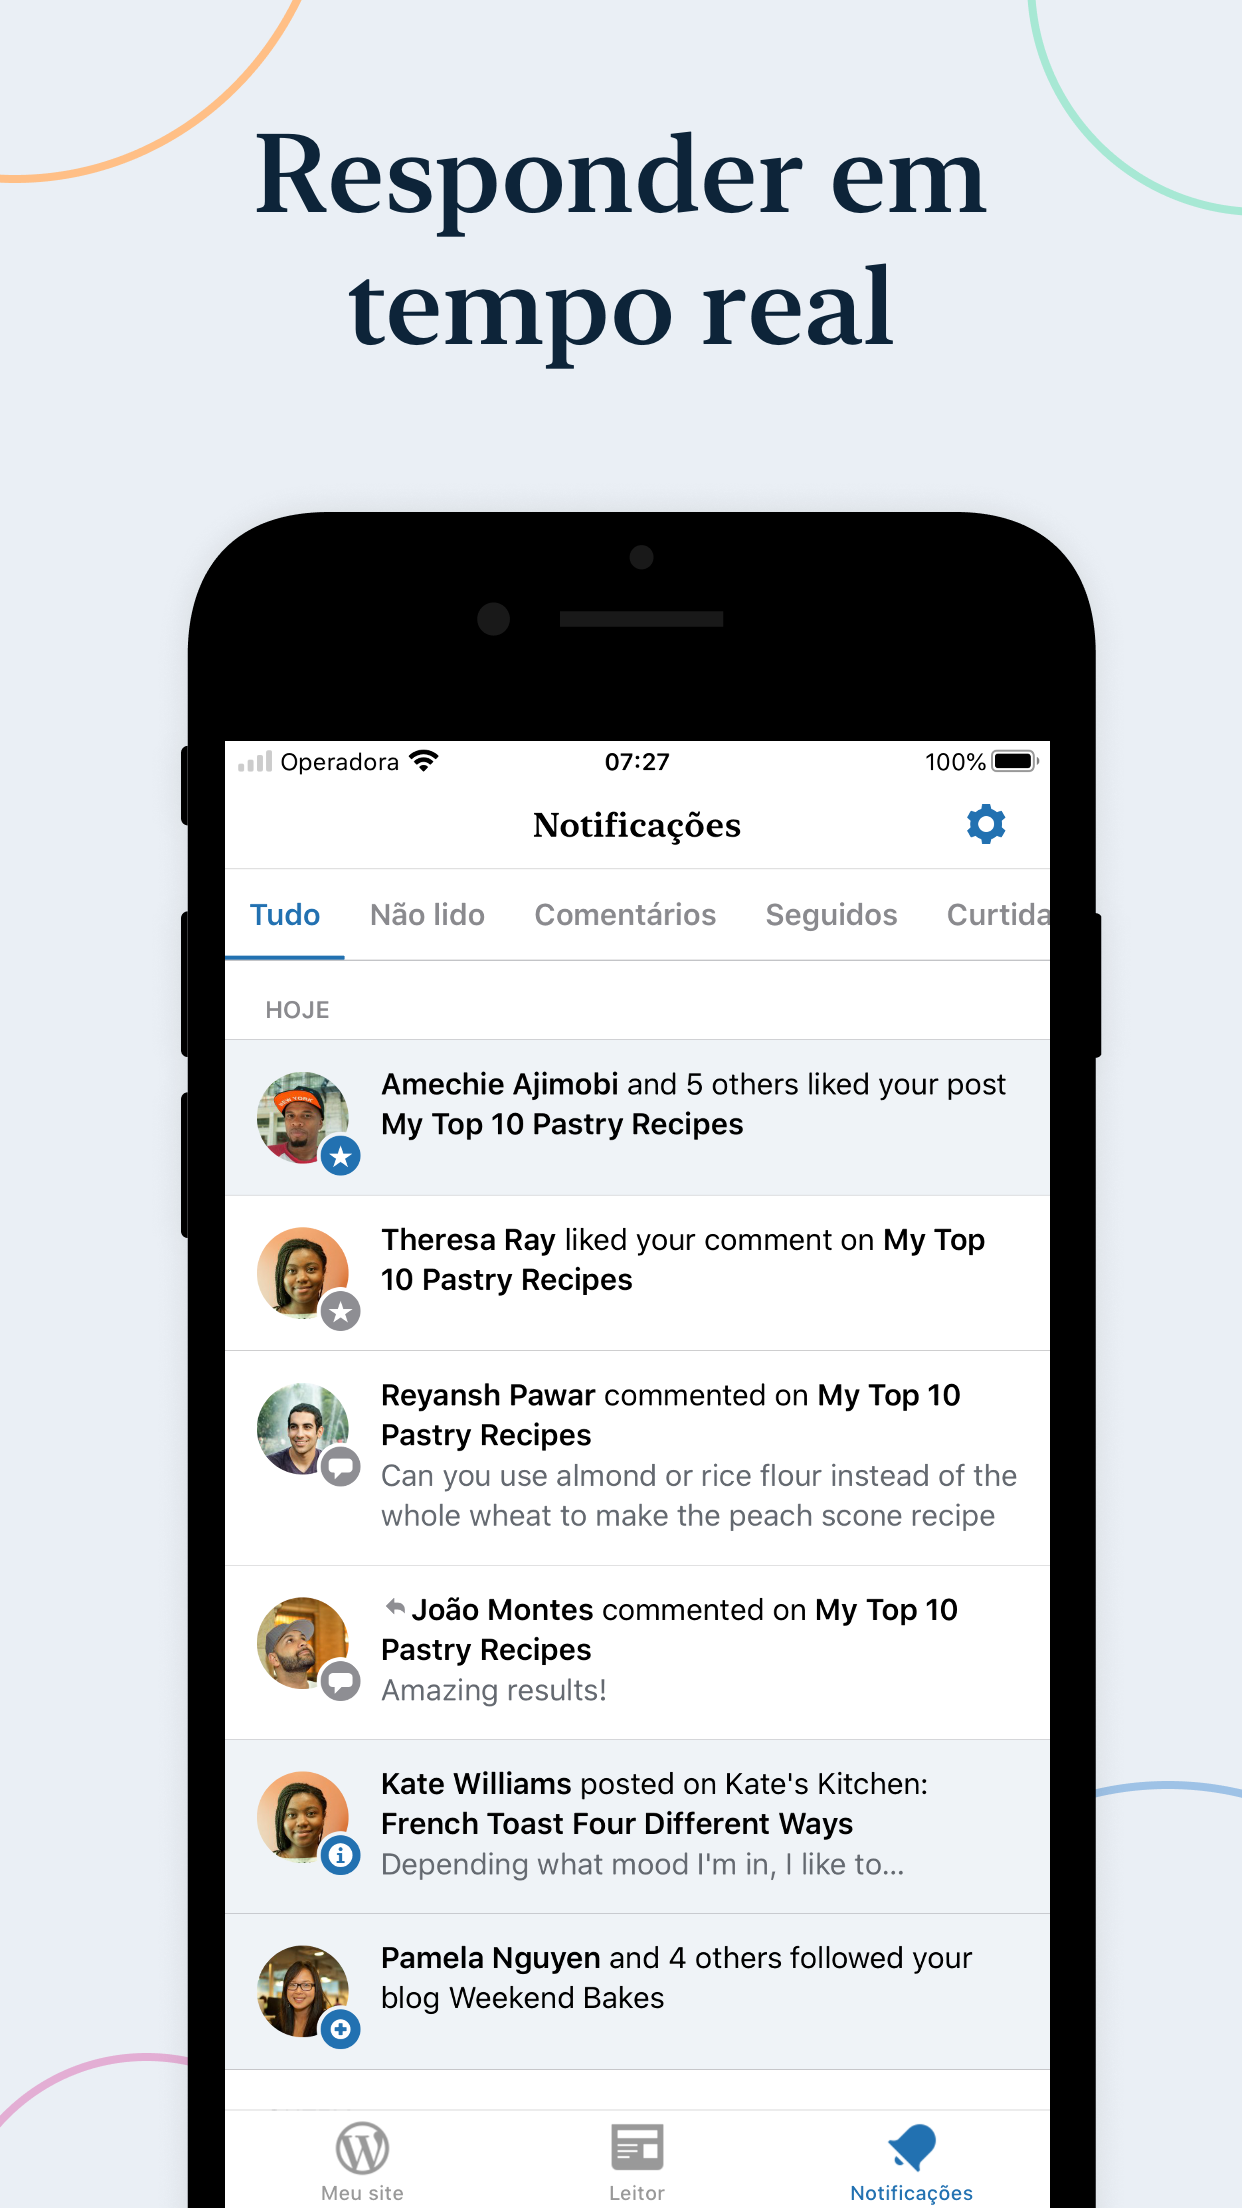 Responder em
tempo real
Operadora
07:27
100%
Notificações
Tudo
Não lido
Comentários
Seguidos
Curtida
HOJE
Amechie Ajimobi and 5 others liked your post
My Top 10 Pastry Recipes
Theresa Ray liked your comment on My Top
10 Pastry Recipes
Reyansh Pawar commented on My Top 10
Pastry Recipes
Can you use almond or rice flour instead of the
whole wheat to make the peach scone recipe
João Montes commented on My Top 10
Pastry Recipes
Amazing results!
Kate Williams posted on Kate's Kitchen:
French Toast Four Different Ways
Depending what mood I'm in, I like to...
Pamela Nguyen and 4 others followed your
blog Weekend Bakes
Meu site
Leitor
Notificações